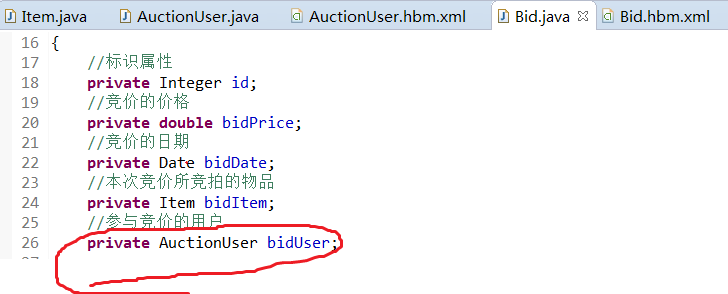 Item.java AuctionUser.java AuctionUser.hbm.xml Bid.java Bid.hbm.xml
16 {
17 //标识属性
18 private Integer id;
19 //竞价的价格
20 private double bidPrice;
21 //竞价的日期
22 private Date bidDate;
23 //本次竞价所竞拍的物品
24 private Item bidItem;
25 //参与竞价的用户
26 private AuctionUser bidUser;